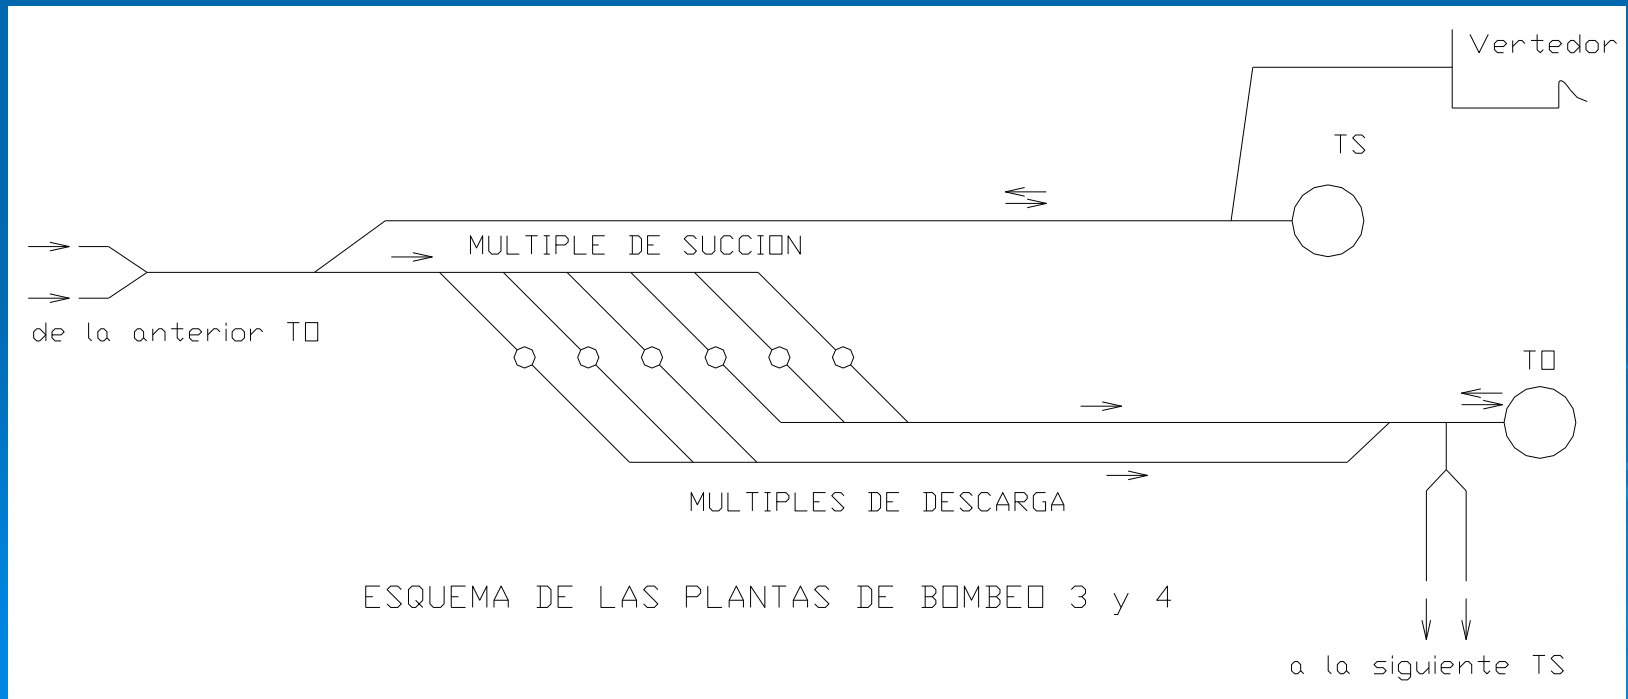 Vertedor
TS
MULTIPLE DE SUCCION
de la anterior TO
TO
MULTIPLES DE DESCARGA
ESQUEMA DE LAS PLANTAS DE BOMBEO 3 y 4
a la siguiente TS